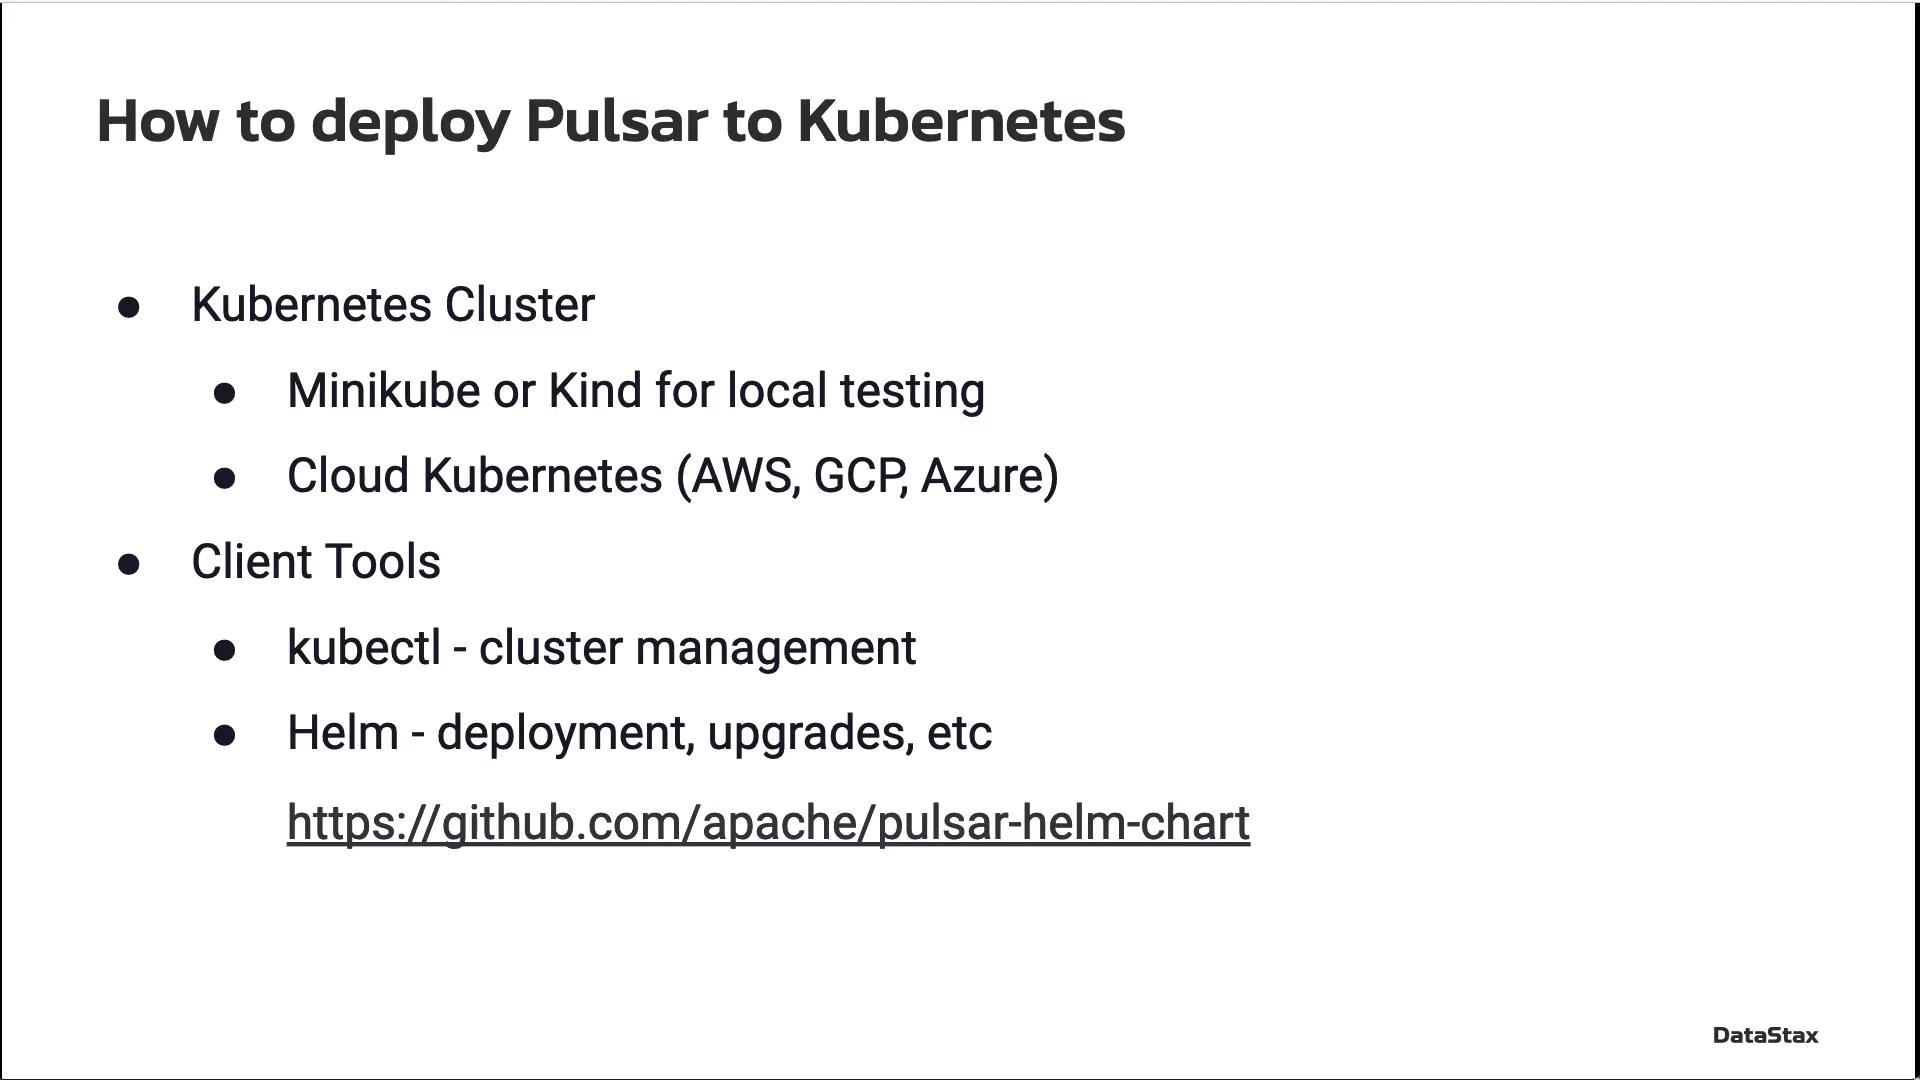 How to deploy Pulsar to Kubernetes
● Kubernetes Cluster
● Minikube or Kind for local testing
● Cloud Kubernetes (AWS, GCP, Azure)
● Client Tools
● kubectl - cluster management
● Helm - deployment, upgrades, etc
https://github.com/apache/pulsar-helm-chart
DataStax